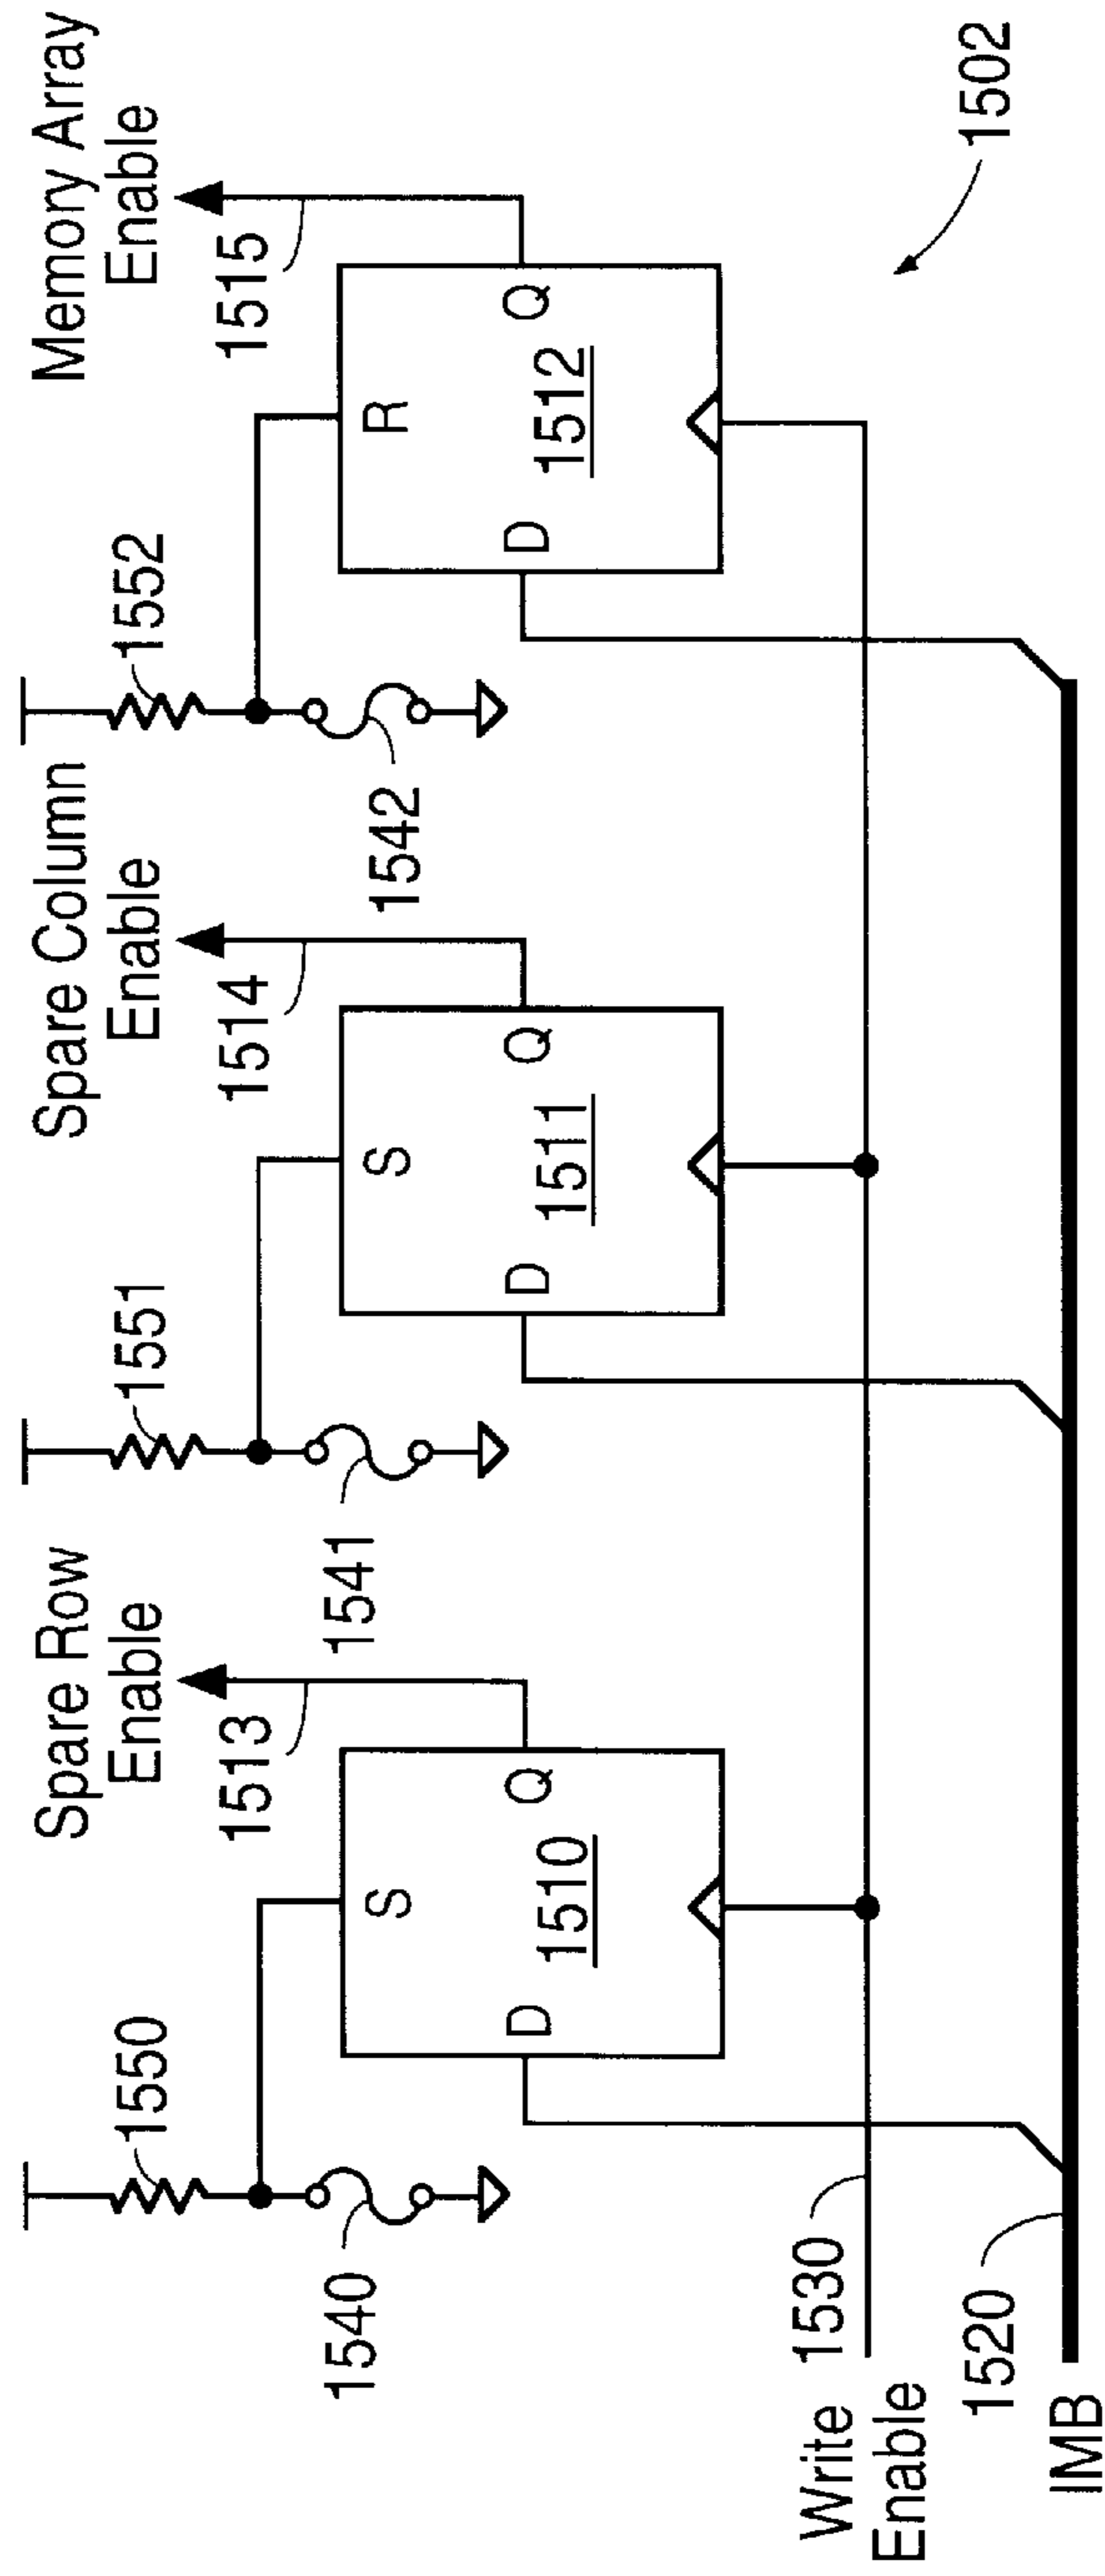 Spare Row
Enable
Spare Column
Enable
Memory Array
Enable
1550
1551
1552
1513
1514
1515
1540
1541
1542
S
S
R
D
1510
Q
D
1511
Q
D
1512
Q
Write
Enable
1530
1520
IMB
1502